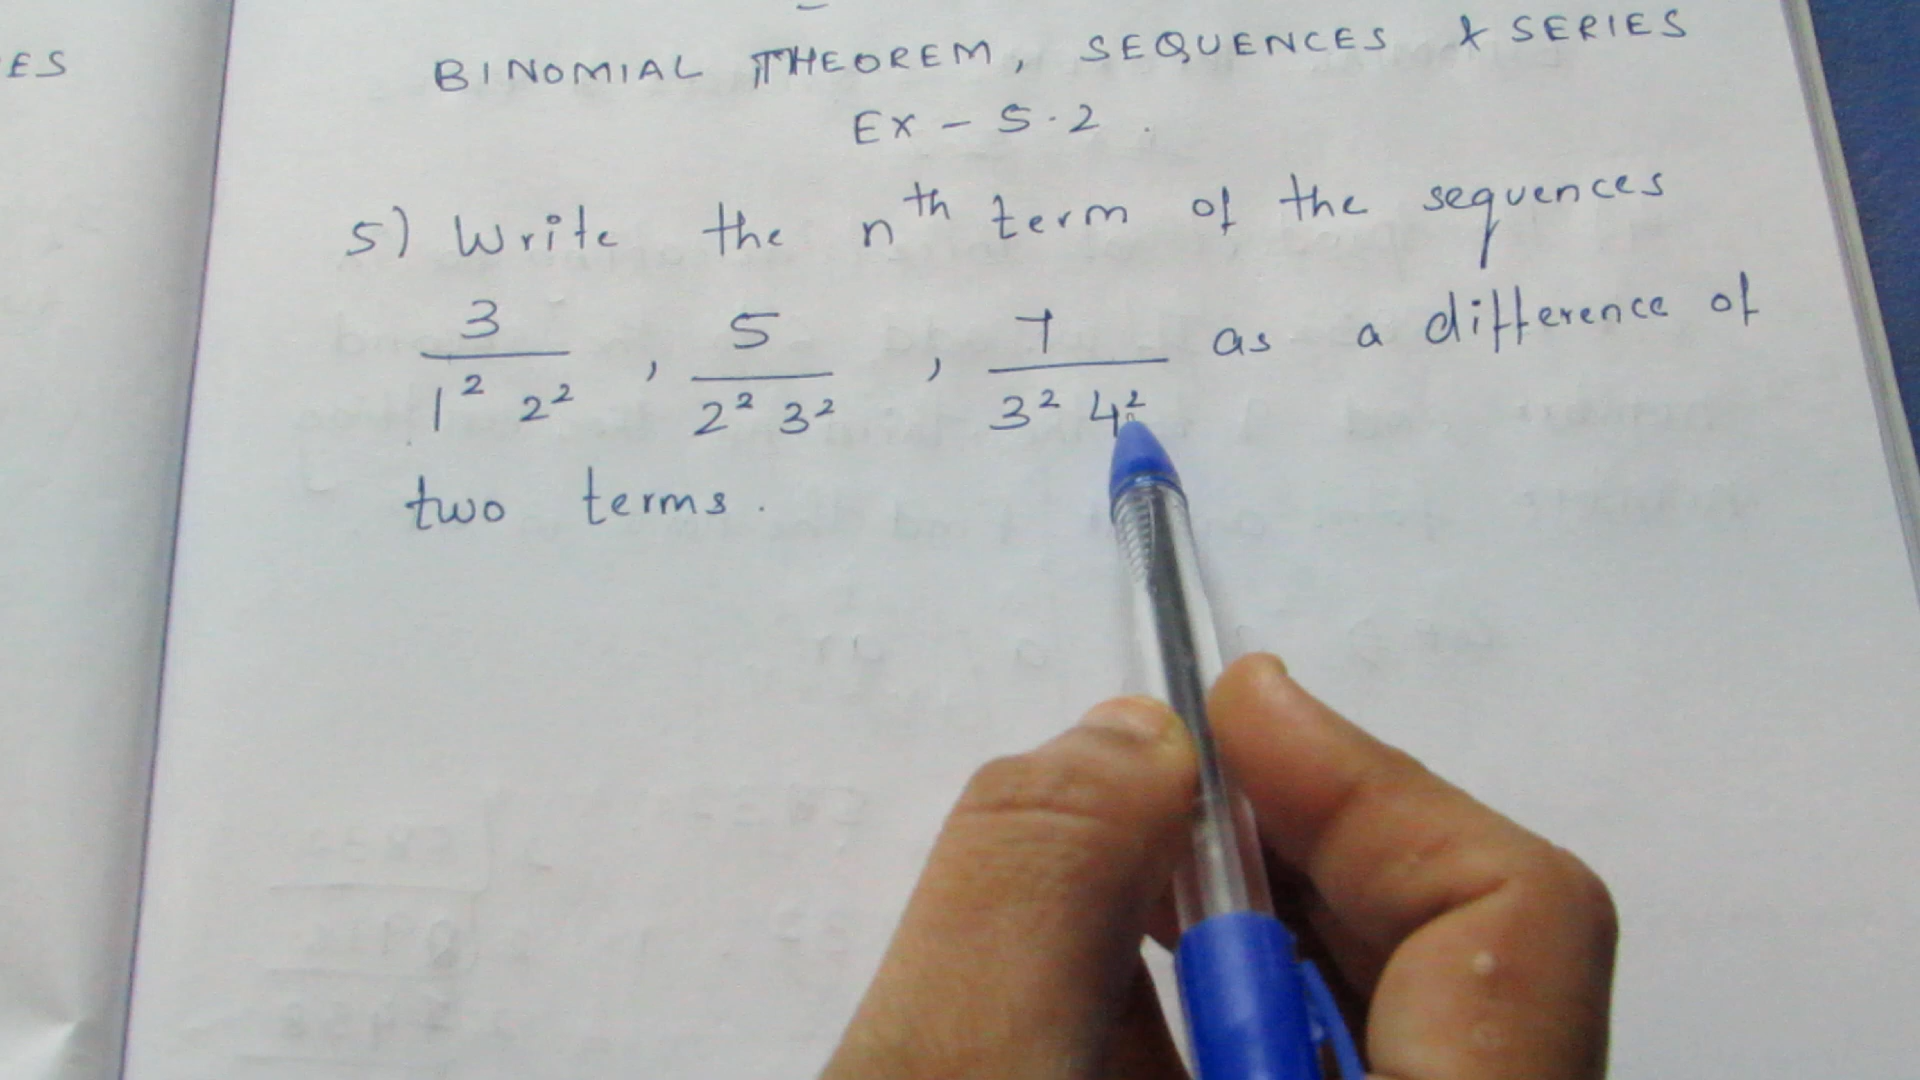 ES
BINOMIAL THEOREM, SEQUENCES & SERIES
Ex - 5.2.
5) Write the nth term of the sequences
3/1² 2², 5/2² 3², 7/3² 4² as a difference of
two terms.